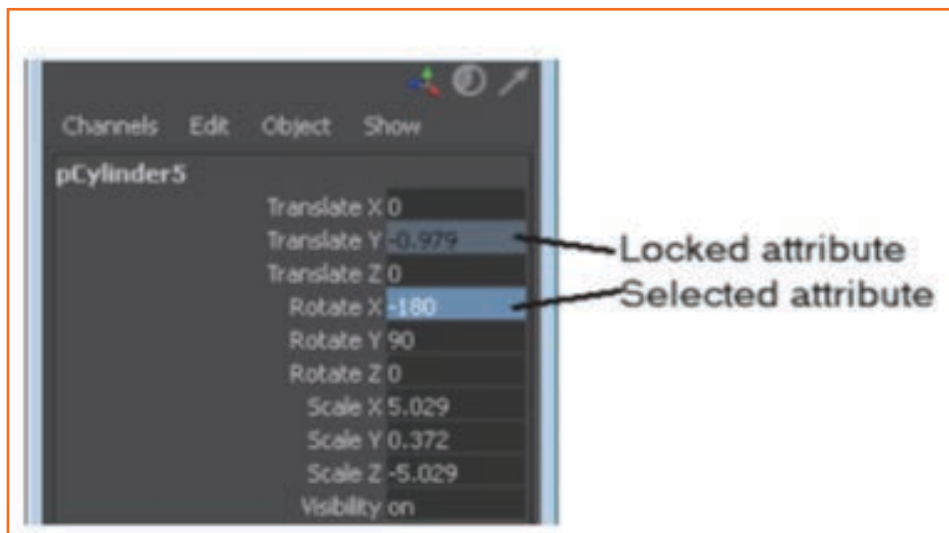 Channels Edit Object Show
pCylinder5
Translate X 0
Translate Y -0.979
Translate Z 0
Rotate X -180
Rotate Y 90
Rotate Z 0
Scale X 5.029
Scale Y 0.372
Scale Z -5.029
Visibility on
Locked attribute
Selected attribute